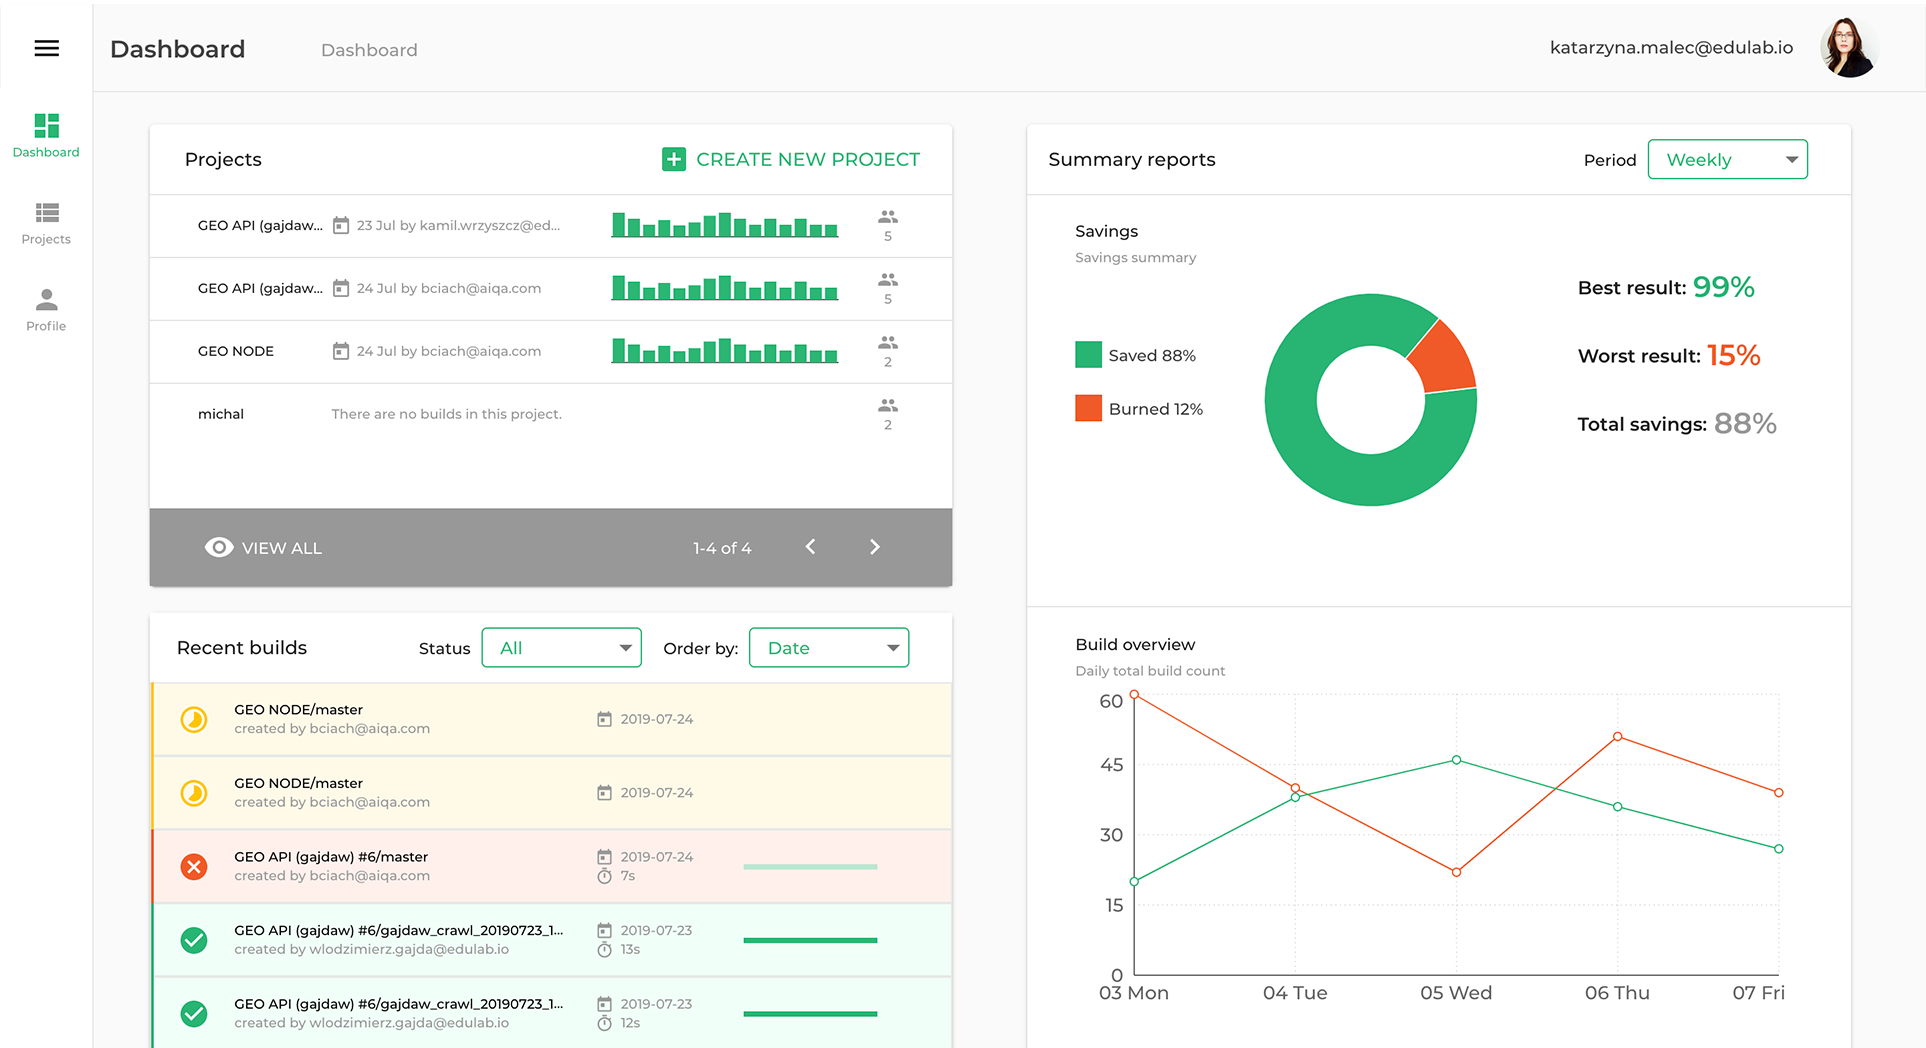 Dashboard
Dashboard
katarzyna.malec@edulab.io
Dashboard
Projects
Profile
Projects
CREATE NEW PROJECT
GEO API (gajdaw...
23 Jul by kamil.wrzyszcz@ed...
5
GEO API (gajdaw...
24 Jul by bciach@aiqa.com
5
GEO NODE
24 Jul by bciach@aiqa.com
2
michal
There are no builds in this project.
2
VIEW ALL
1-4 of 4
Recent builds
Status
All
Order by:
Date
GEO NODE/master
created by bciach@aiqa.com
2019-07-24
GEO NODE/master
created by bciach@aiqa.com
2019-07-24
GEO API (gajdaw) #6/master
created by bciach@aiqa.com
2019-07-24
7s
GEO API (gajdaw) #6/gajdaw_crawl_20190723_1...
created by wlodzimierz.gajda@edulab.io
2019-07-23
13s
GEO API (gajdaw) #6/gajdaw_crawl_20190723_1...
created by wlodzimierz.gajda@edulab.io
2019-07-23
12s
Summary reports
Period
Weekly
Savings
Savings summary
Saved 88%
Burned 12%
Best result: 99%
Worst result: 15%
Total savings: 88%
Build overview
Daily total build count
60
45
30
15
0
03 Mon
04 Tue
05 Wed
06 Thu
07 Fri